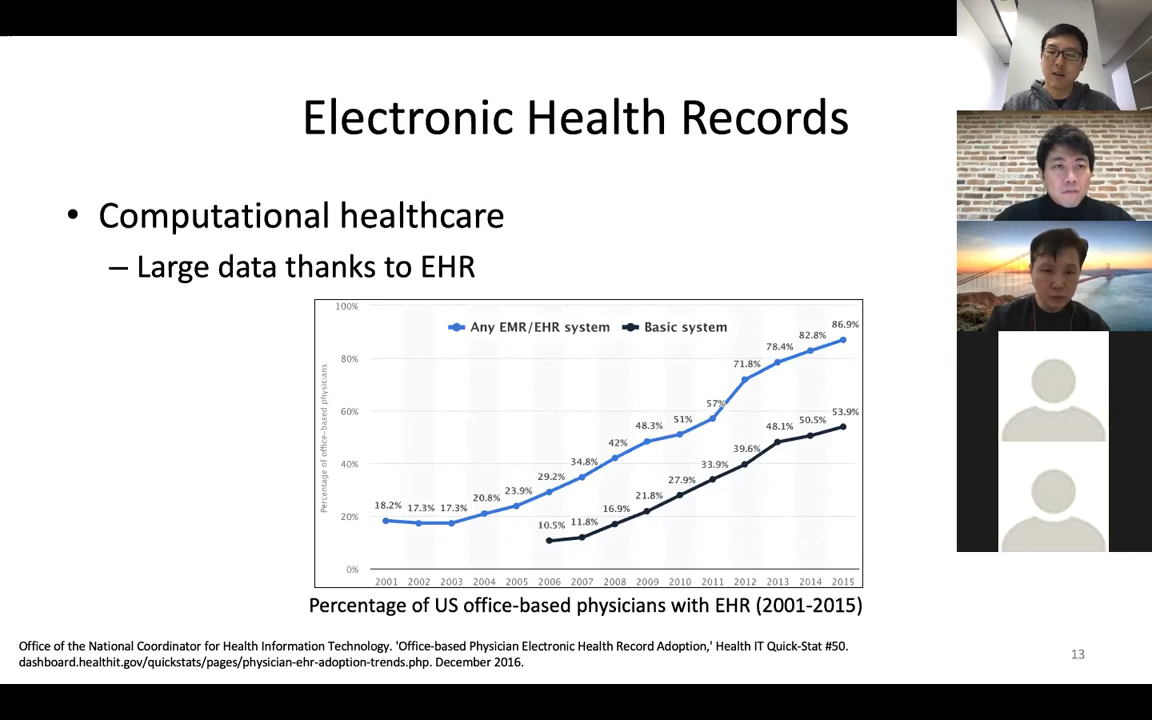 Electronic Health Records
• Computational healthcare
– Large data thanks to EHR
Any EMR/EHR system Basic system
Percentage of office-based physicians
100%
80%
60%
40%
20%
0%
18.2% 17.3% 17.3% 20.8% 23.9% 29.2% 34.8% 42% 48.3% 51% 57% 71.8% 78.4% 82.8% 86.9%
10.5% 11.8% 16.9% 21.8% 27.9% 33.9% 39.6% 48.1% 50.5% 53.9%
2001 2002 2003 2004 2005 2006 2007 2008 2009 2010 2011 2012 2013 2014 2015
Percentage of US office-based physicians with EHR (2001-2015)
Office of the National Coordinator for Health Information Technology. 'Office-based Physician Electronic Health Record Adoption,' Health IT Quick-Stat #50.
dashboard.healthit.gov/quickstats/pages/physician-ehr-adoption-trends.php. December 2016.
13